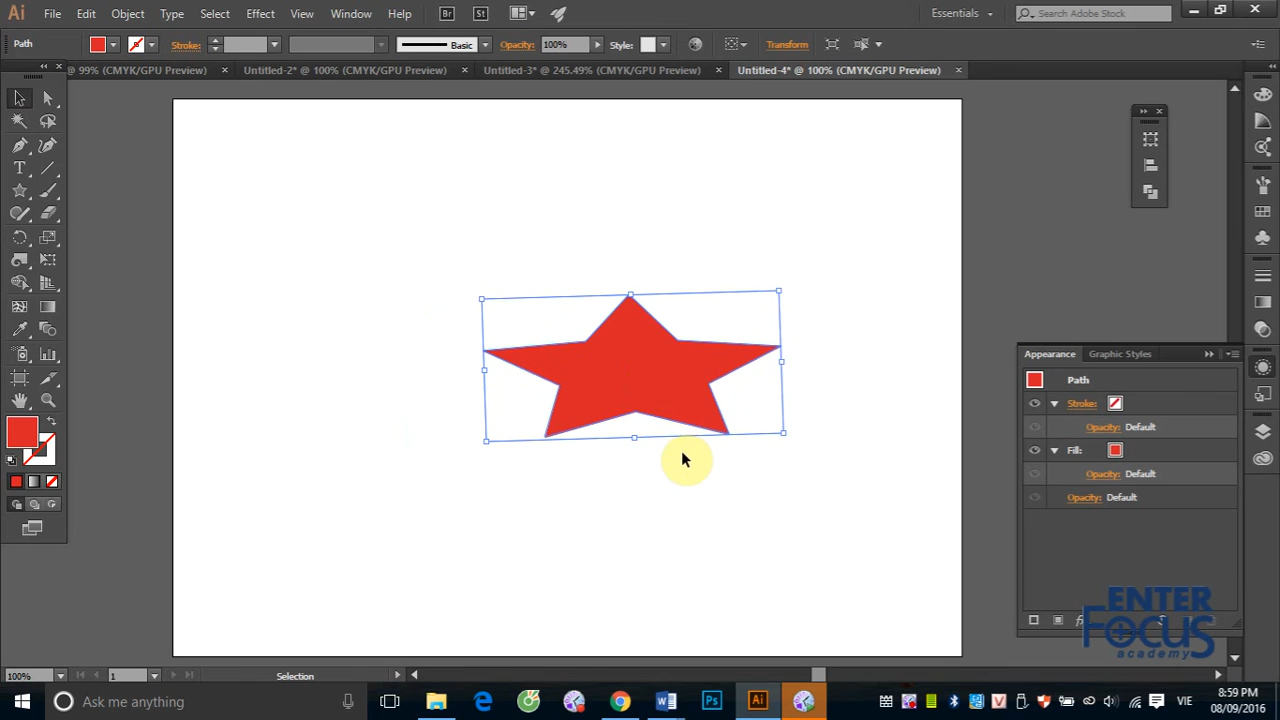 Ai File Edit Object Type Select Effect View Window Help Br St Essentials Search Adobe Stock
Path Stroke: Basic Opacity: 100% Style: Transform
@ 99% (CMYK/GPU Preview) × Untitled-2* @ 100% (CMYK/GPU Preview) × Untitled-3* @ 245.49% (CMYK/GPU Preview) × Untitled-4* @ 100% (CMYK/GPU Preview) ×
Appearance Graphic Styles
Path
Stroke:
Opacity: Default
Fill:
Opacity: Default
Opacity: Default
fx
ENTER
FOCUS
academy
100% 1 Selection
Ask me anything Ps Ai VIE 8:59 PM
08/09/2016